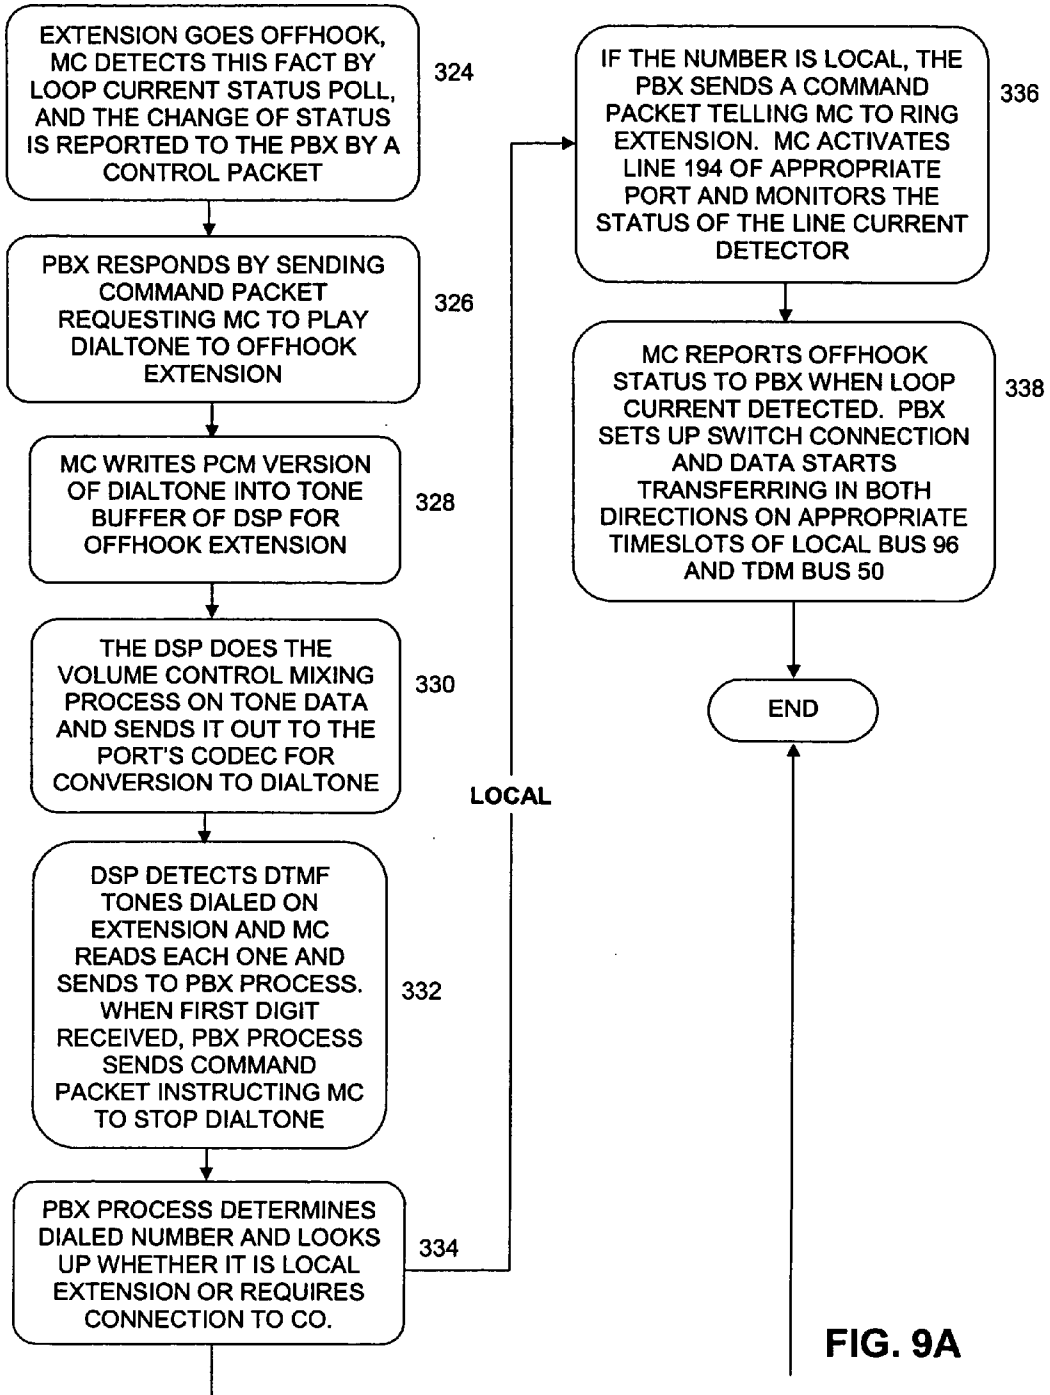 EXTENSION GOES OFFHOOK,
MC DETECTS THIS FACT BY
LOOP CURRENT STATUS POLL,
AND THE CHANGE OF STATUS
IS REPORTED TO THE PBX BY A
CONTROL PACKET
324
PBX RESPONDS BY SENDING
COMMAND PACKET
REQUESTING MC TO PLAY
DIALTONE TO OFFHOOK
EXTENSION
326
MC WRITES PCM VERSION
OF DIALTONE INTO TONE
BUFFER OF DSP FOR
OFFHOOK EXTENSION
328
THE DSP DOES THE
VOLUME CONTROL MIXING
PROCESS ON TONE DATA
AND SENDS IT OUT TO THE
PORT'S CODEC FOR
CONVERSION TO DIALTONE
330
DSP DETECTS DTMF
TONES DIALED ON
EXTENSION AND MC
READS EACH ONE AND
SENDS TO PBX PROCESS.
WHEN FIRST DIGIT
RECEIVED, PBX PROCESS
SENDS COMMAND
PACKET INSTRUCTING MC
TO STOP DIALTONE
332
PBX PROCESS DETERMINES
DIALED NUMBER AND LOOKS
UP WHETHER IT IS LOCAL
EXTENSION OR REQUIRES
CONNECTION TO CO.
334
LOCAL
IF THE NUMBER IS LOCAL, THE
PBX SENDS A COMMAND
PACKET TELLING MC TO RING
EXTENSION. MC ACTIVATES
LINE 194 OF APPROPRIATE
PORT AND MONITORS THE
STATUS OF THE LINE CURRENT
DETECTOR
336
MC REPORTS OFFHOOK
STATUS TO PBX WHEN LOOP
CURRENT DETECTED. PBX
SETS UP SWITCH CONNECTION
AND DATA STARTS
TRANSFERRING IN BOTH
DIRECTIONS ON APPROPRIATE
TIMESLOTS OF LOCAL BUS 96
AND TDM BUS 50
338
END
FIG. 9A